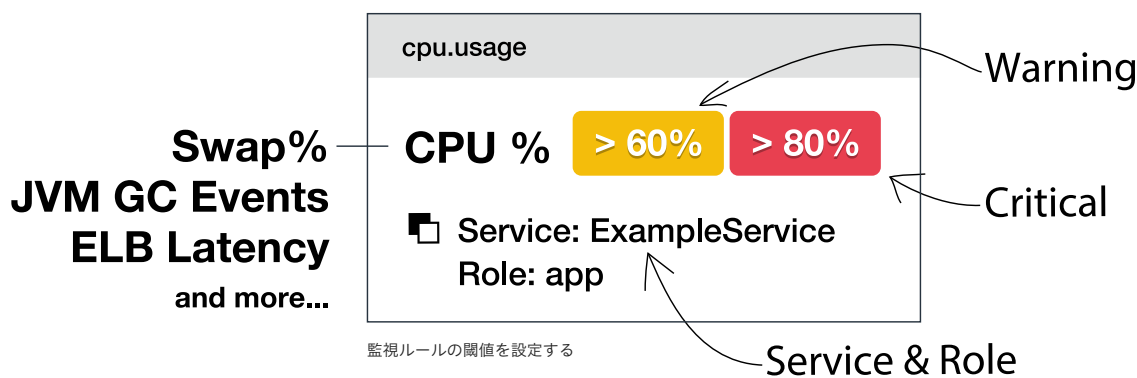 cpu.usage
Warning
Swap%
CPU %
> 60%
> 80%
JVM GC Events
Critical
ELB Latency
Service: ExampleService
Role: app
and more...
監視ルールの閾値を設定する
Service & Role